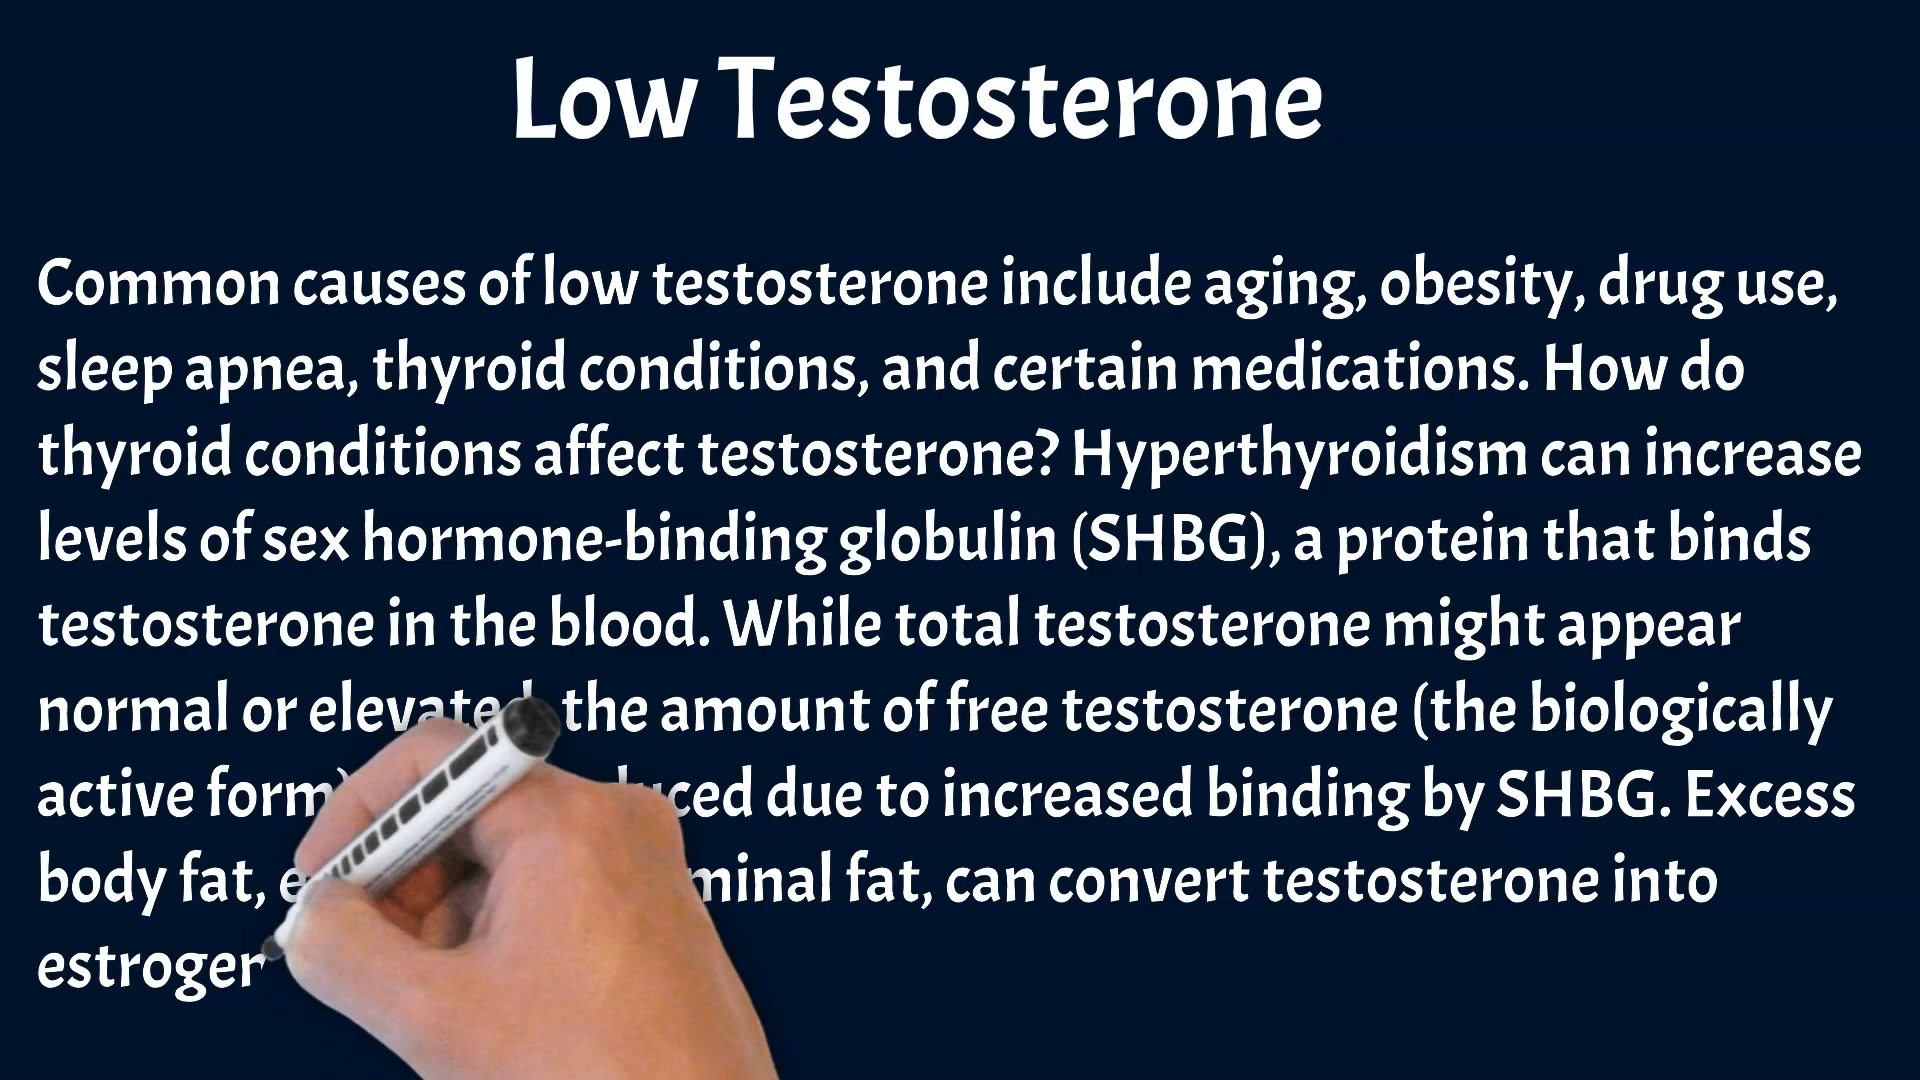 Low Testosterone
Common causes of low testosterone include aging, obesity, drug use,
sleep apnea, thyroid conditions, and certain medications. How do
thyroid conditions affect testosterone? Hyperthyroidism can increase
levels of sex hormone-binding globulin (SHBG), a protein that binds
testosterone in the blood. While total testosterone might appear
normal or elevated, the amount of free testosterone (the biologically
active form) due to increased binding by SHBG. Excess
body fat, fat, can convert testosterone into